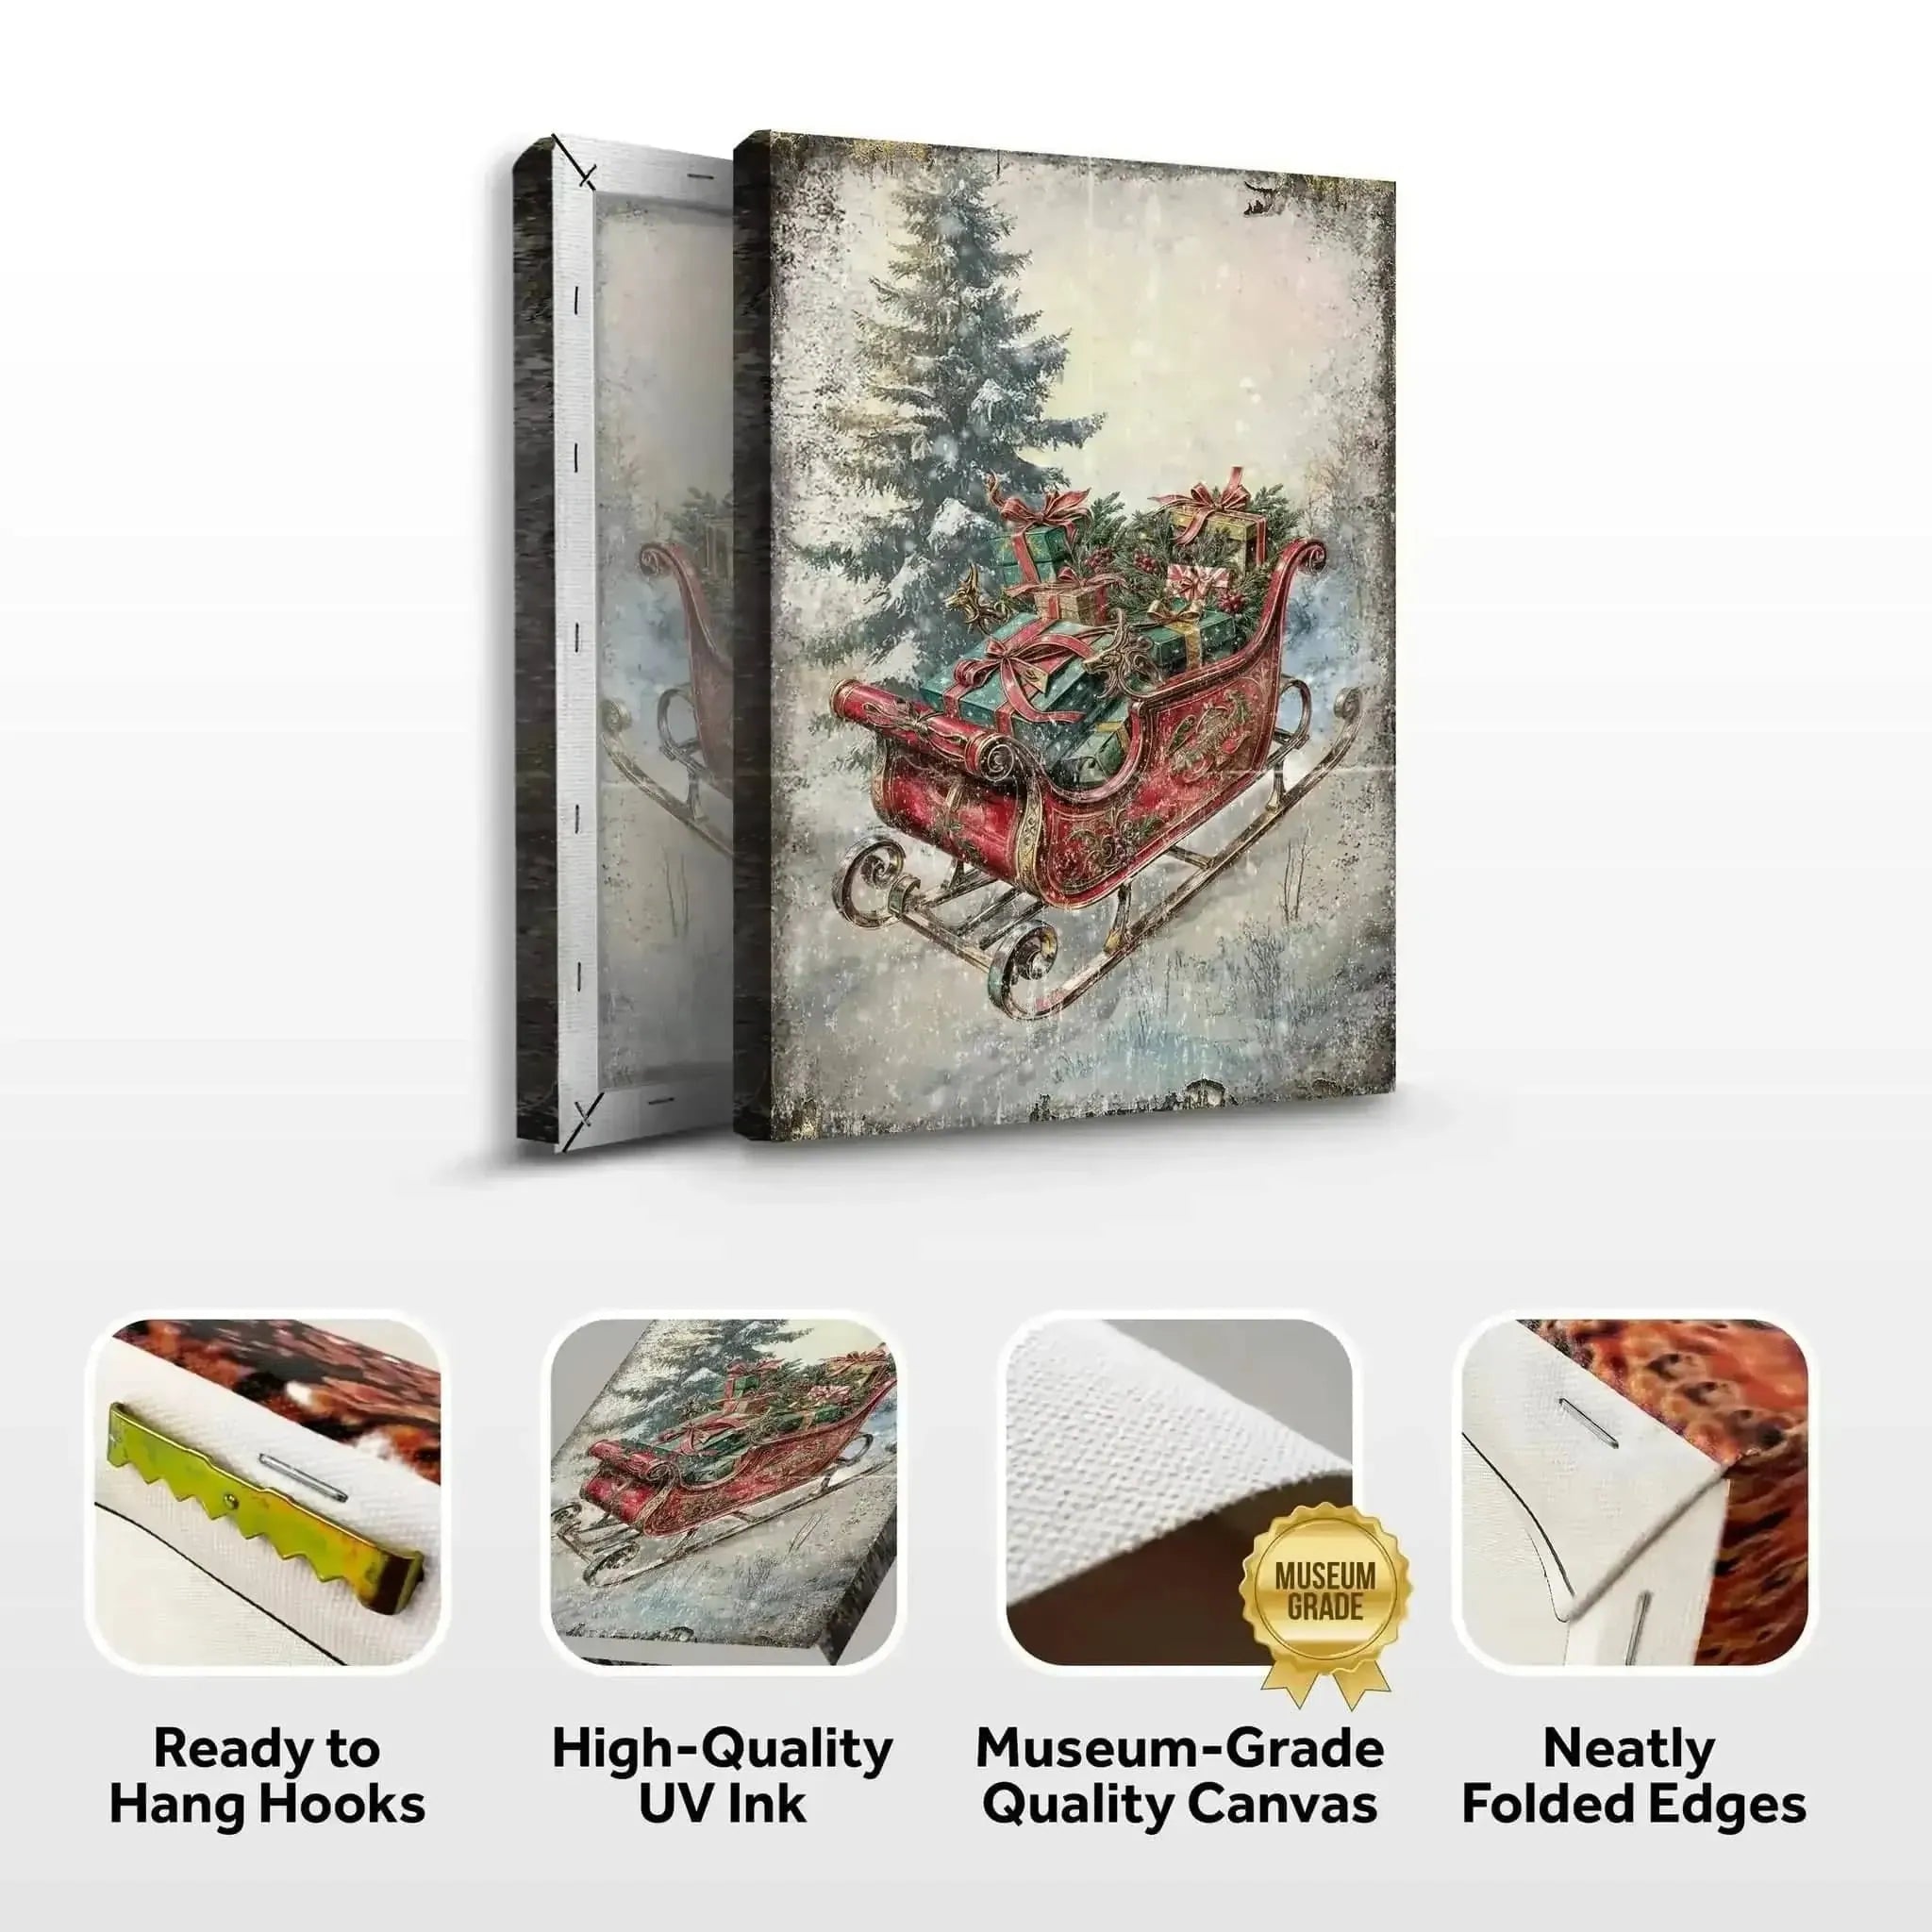 MUSEUM
GRADE
Ready to
Hang Hooks
High-Quality
UV Ink
Museum-Grade
Quality Canvas
Neatly
Folded Edges